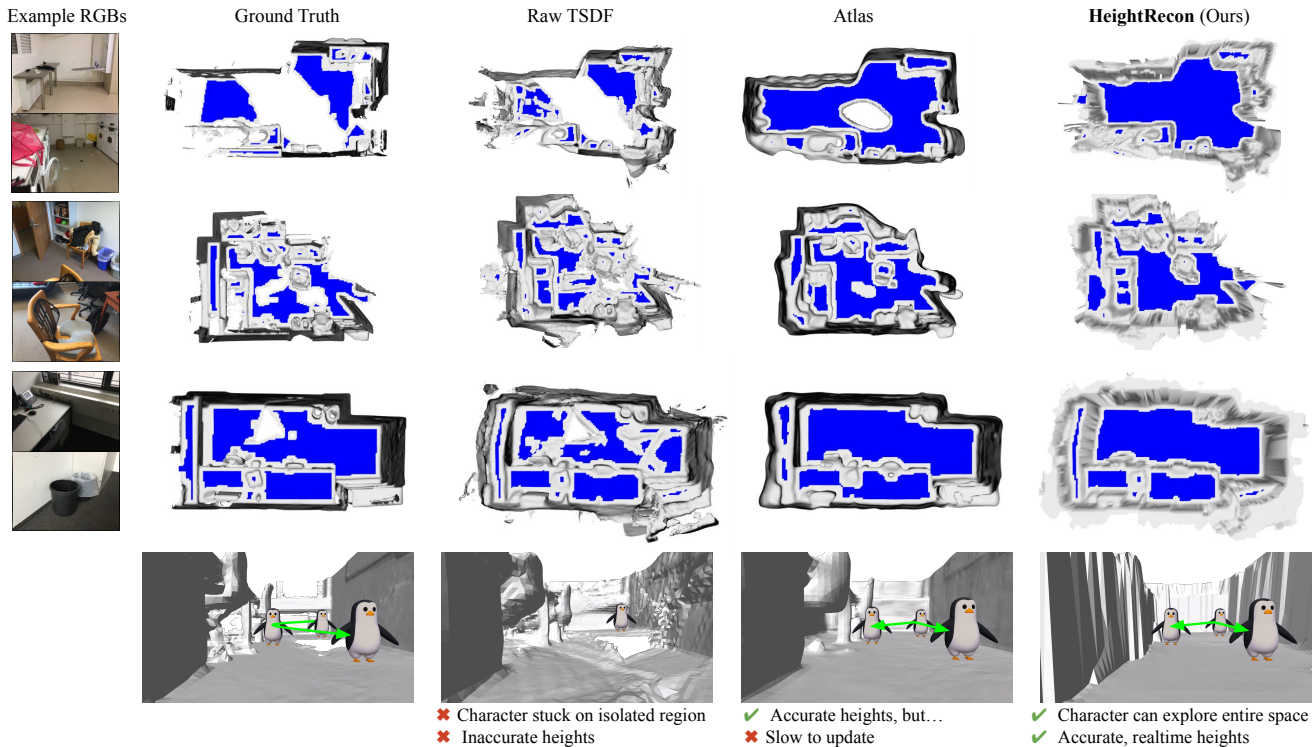 Example RGBs
Ground Truth
Raw TSDF
Atlas
HeightRecon (Ours)
✖ Character stuck on isolated region
✖ Inaccurate heights
✔ Accurate heights, but…
✖ Slow to update
✔ Character can explore entire space
✔ Accurate, realtime heights